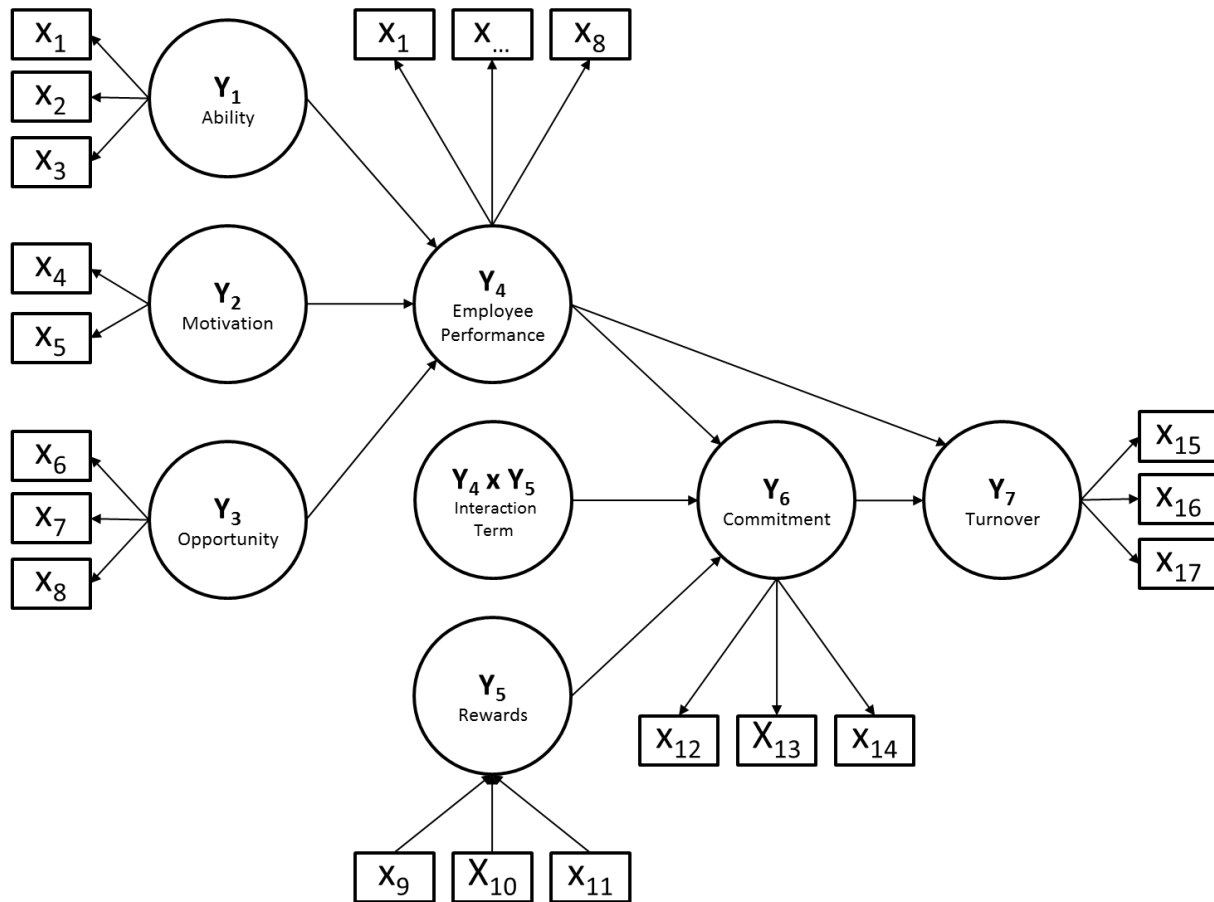 X₁
X₂
X₃
Y₁
Ability
X₁
X...
X₈
X₄
X₅
Y₂
Motivation
Y₄
Employee
Performance
X₆
X₇
X₈
Y₃
Opportunity
Y₄ x Y₅
Interaction
Term
Y₆
Commitment
Y₇
Turnover
X₁₅
X₁₆
X₁₇
Y₅
Rewards
X₁₂
X₁₃
X₁₄
X₉
X₁₀
X₁₁